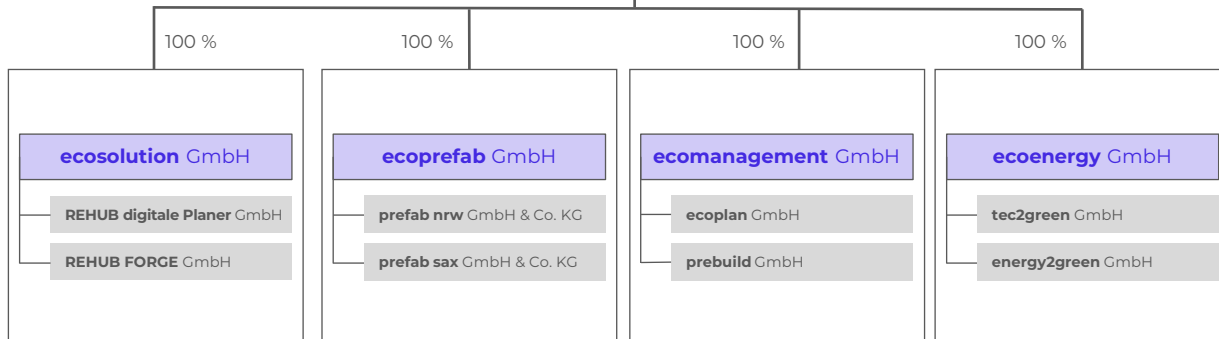 100 %
100 %
100 %
100 %
ecosolution GmbH
REHUB digitale Planer GmbH
REHUB FORGE GmbH
ecoprefab GmbH
prefab nrw GmbH & Co. KG
prefab sax GmbH & Co. KG
ecomanagement GmbH
ecoplan GmbH
prebuild GmbH
ecoenergy GmbH
tec2green GmbH
energy2green GmbH